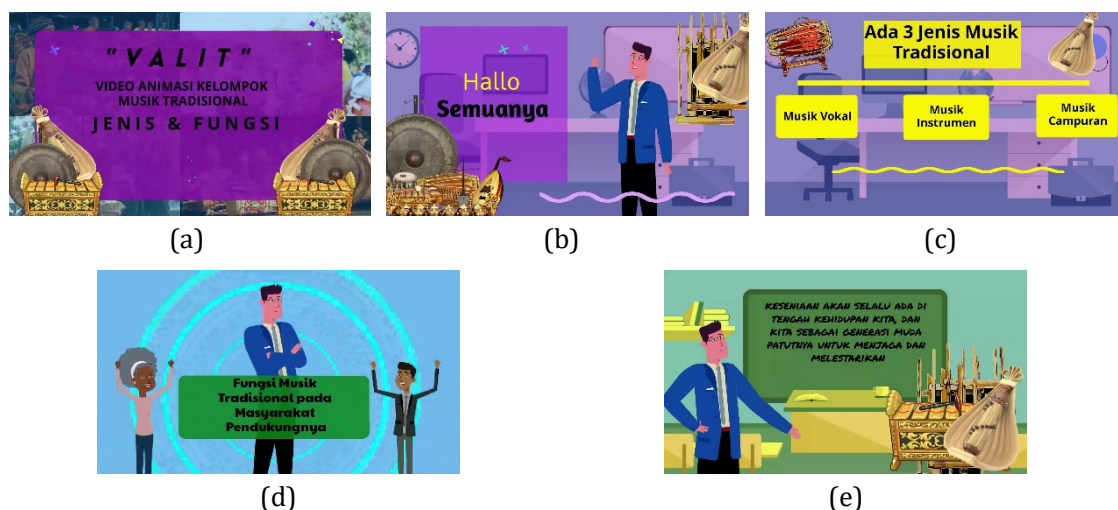 "VALIT"
VIDEO ANIMASI KELOMPOK
MUSIK TRADISIONAL
JENIS & FUNGSI
(a)
Hallo
Semuanya
(b)
Ada 3 Jenis Musik
Tradisional
Musik Vokal
Musik
Instrumen
Musik
Campuran
(c)
Fungsi Musik
Tradisional pada
Masyarakat
Pendukungnya
(d)
KESENIAAN AKAN SELALU ADA DI
TENGAH KEHIDUPAN KITA, DAN
KITA SEBAGAI GENERASI MUDA
PATUTNYA UNTUK MENJAGA DAN
MELESTARIKAN
(e)